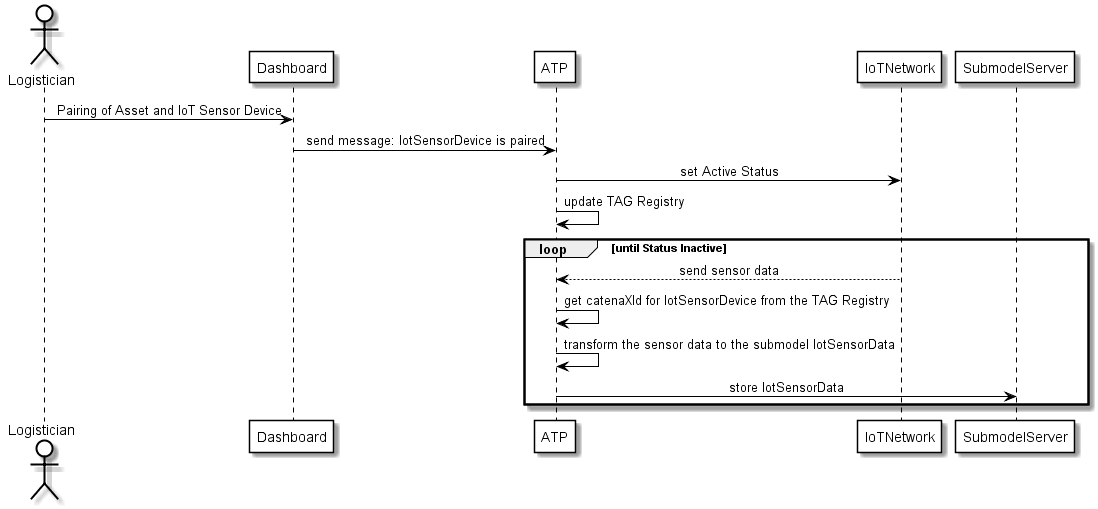 Logistician
Dashboard
ATP
IoTNetwork
SubmodelServer
Pairing of Asset and IoT Sensor Device
send message: IotSensorDevice is paired
set Active Status
update TAG Registry
loop [until Status Inactive]
send sensor data
get catenaXId for IotSensorDevice from the TAG Registry
transform the sensor data to the submodel IotSensorData
store IotSensorData
Logistician
Dashboard
ATP
IoTNetwork
SubmodelServer